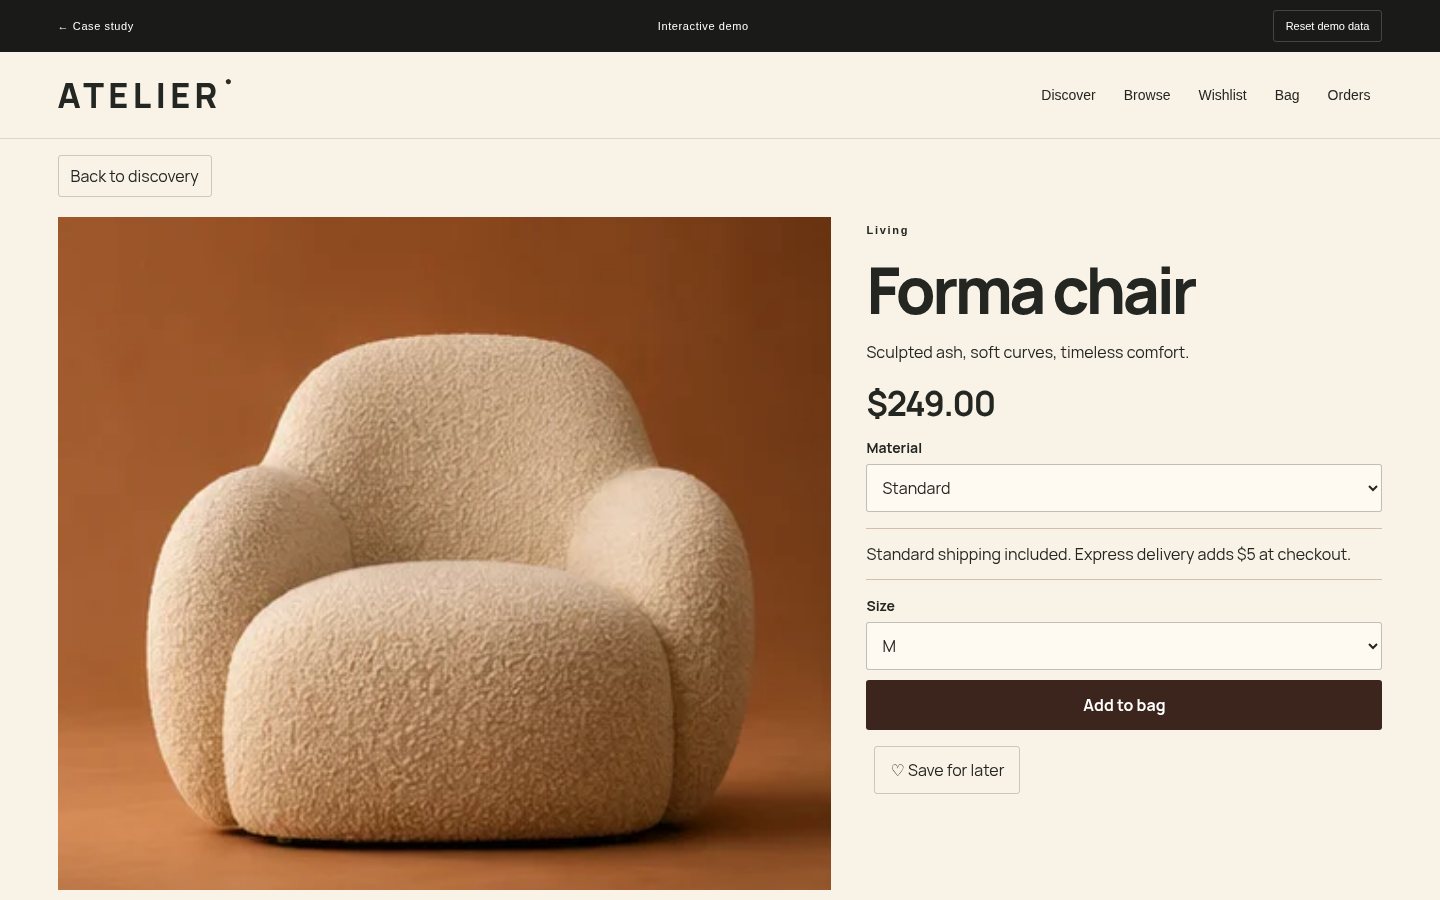 ← Case study
Interactive demo
Reset demo data
ATELIER
Discover
Browse
Wishlist
Bag
Orders
Back to discovery
Living
Forma chair
Sculpted ash, soft curves, timeless comfort.
$249.00
Material
Standard
Standard shipping included. Express delivery adds $5 at checkout.
Size
M
Add to bag
♡ Save for later